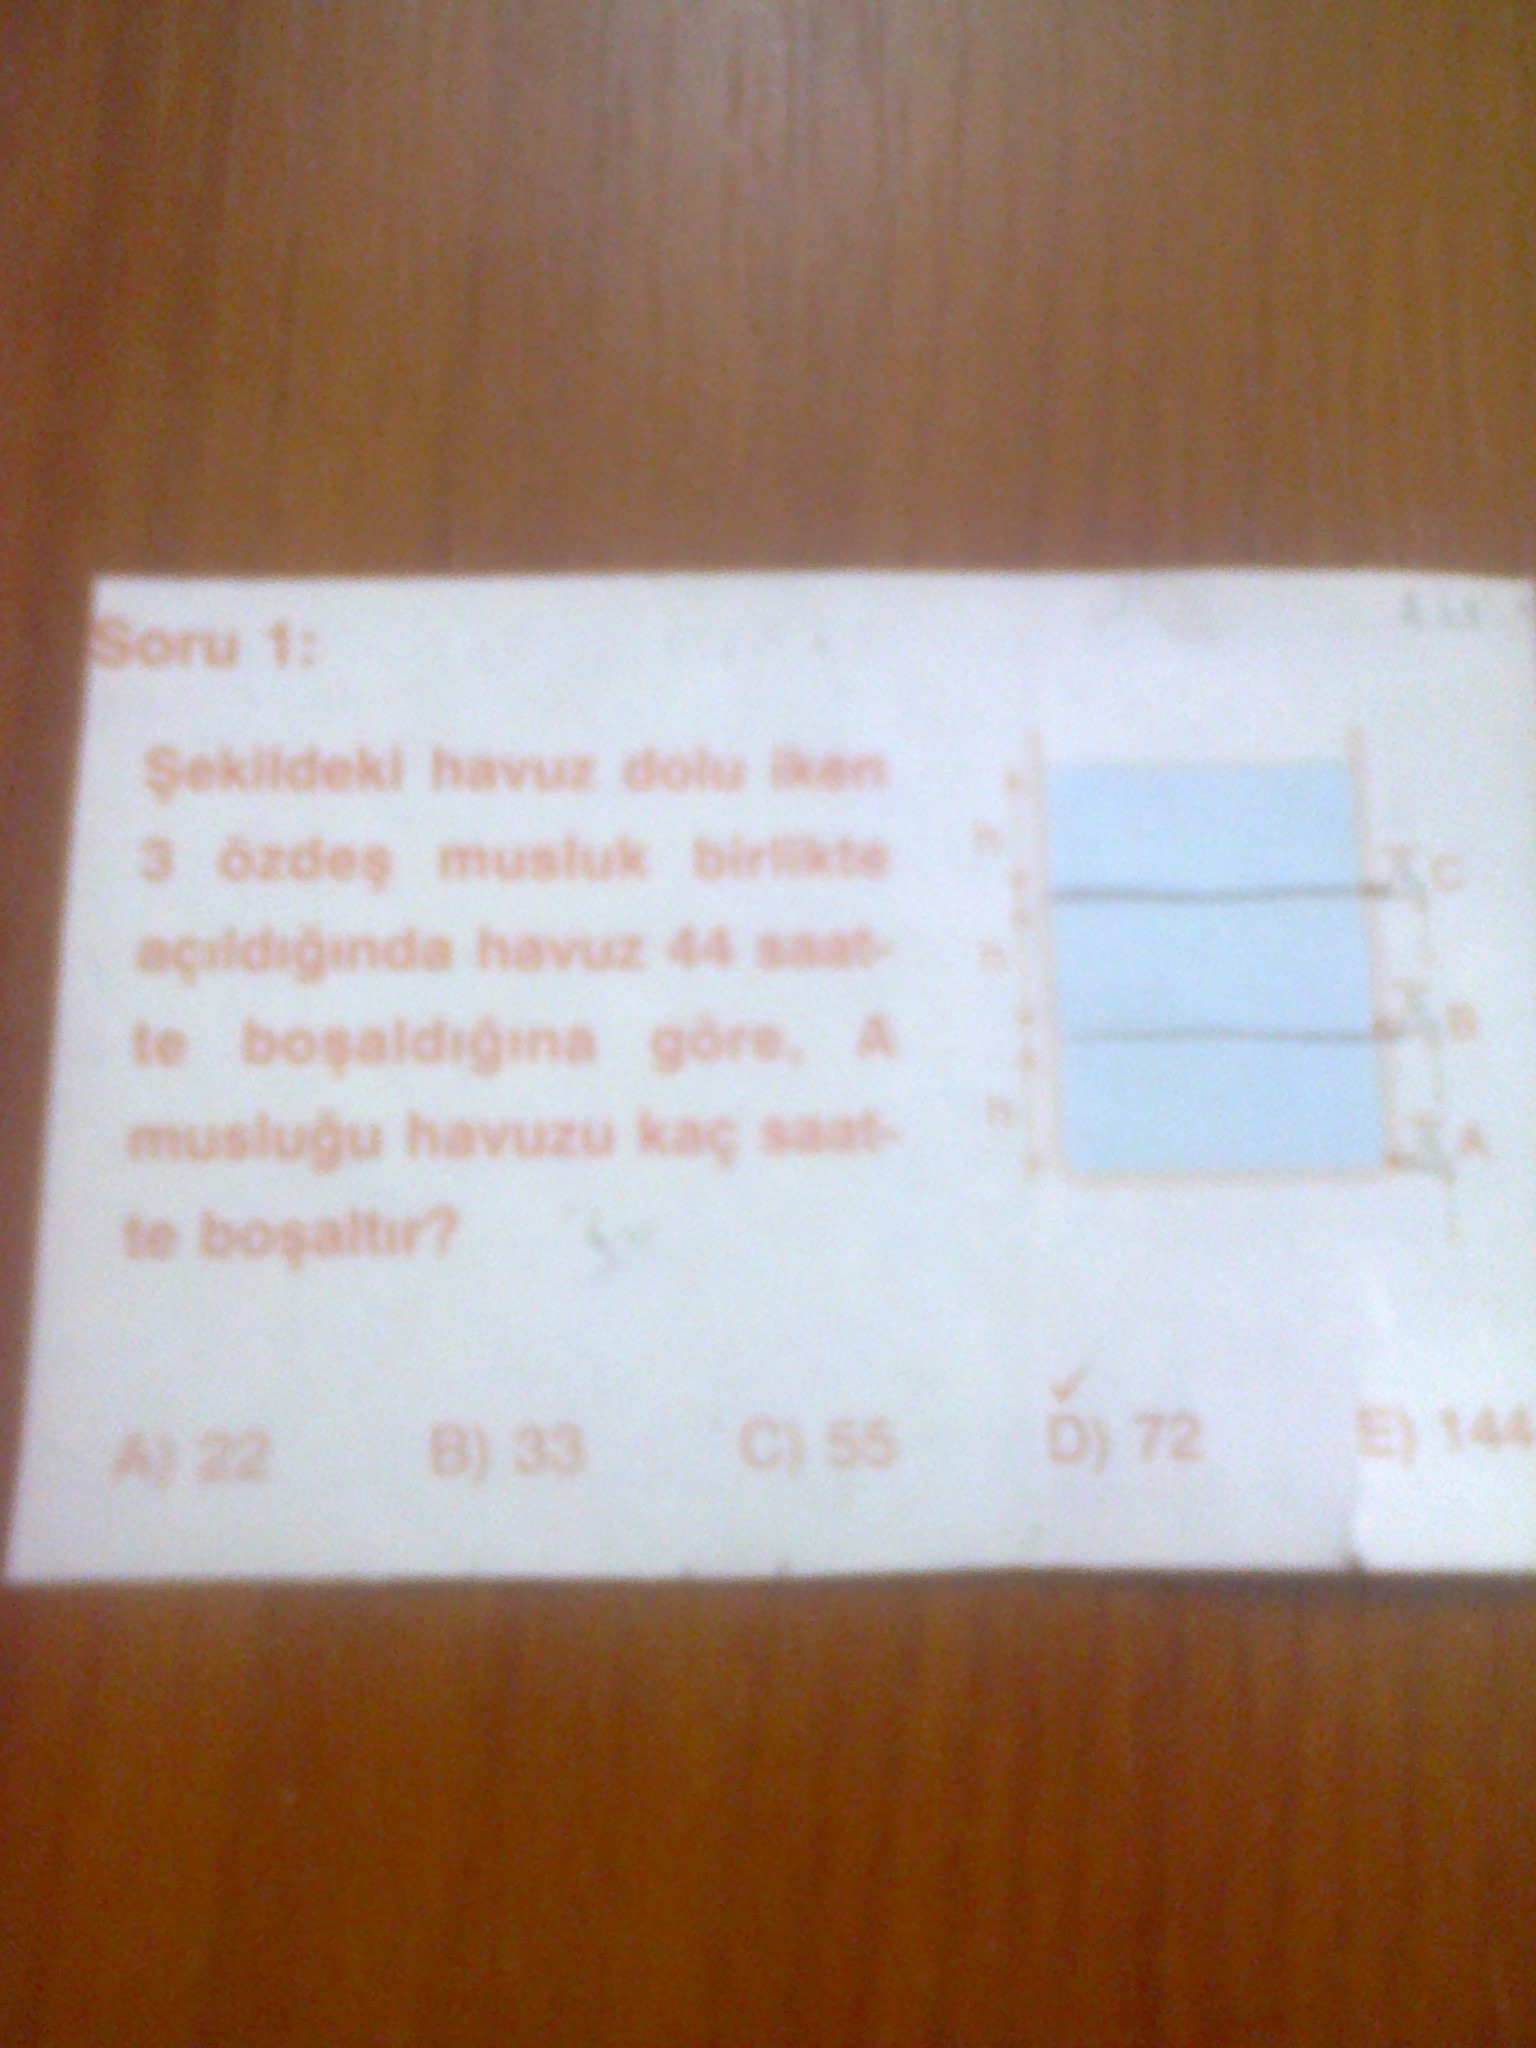 Soru 1:
Şekildeki havuz dolu iken
3 özdeş musluk birlikte
açıldığında havuz 44 saat-
te boşaldığına göre, A
musluğu havuzu kaç saat-
te boşaltır?
h
C
h
B
h
A
A) 22 B) 33 C) 55 D) 72 E) 144